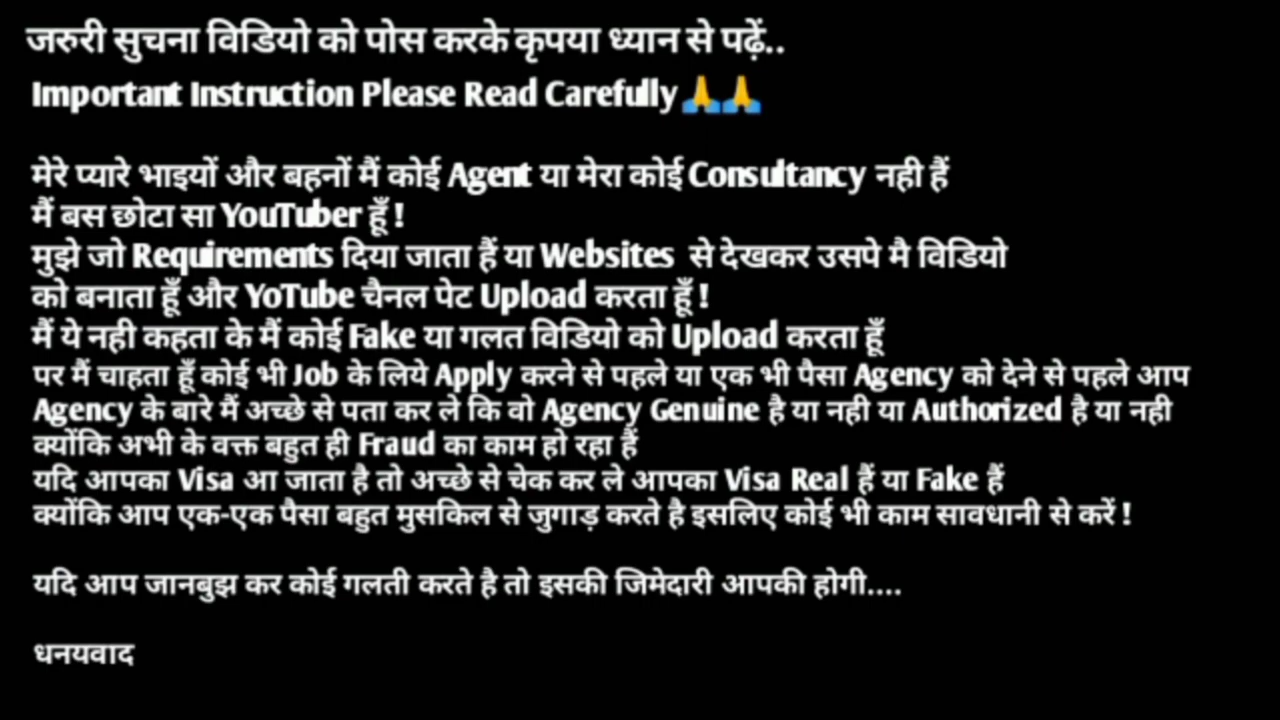 जरुरी सुचना विडियो को पोस करके कृपया ध्यान से पढ़ें..
Important Instruction Please Read Carefully🙏🙏
मेरे प्यारे भाइयों और बहनों मैं कोई Agent या मेरा कोई Consultancy नही हैं
मैं बस छोटा सा YouTuber हूँ !
मुझे जो Requirements दिया जाता हैं या Websites से देखकर उसपे मै विडियो
को बनाता हूँ और YoTube चैनल पेट Upload करता हूँ !
मैं ये नही कहता के मैं कोई Fake या गलत विडियो को Upload करता हूँ
पर मैं चाहता हूँ कोई भी Job के लिये Apply करने से पहले या एक भी पैसा Agency को देने से पहले आप
Agency के बारे मैं अच्छे से पता कर ले कि वो Agency Genuine है या नही या Authorized है या नही
क्योंकि अभी के वक्त बहुत ही Fraud का काम हो रहा हैं
यदि आपका Visa आ जाता है तो अच्छे से चेक कर ले आपका Visa Real हैं या Fake हैं
क्योंकि आप एक-एक पैसा बहुत मुसकिल से जुगाड़ करते है इसलिए कोई भी काम सावधानी से करें !
यदि आप जानबुझ कर कोई गलती करते है तो इसकी जिमेदारी आपकी होगी....
धनयवाद